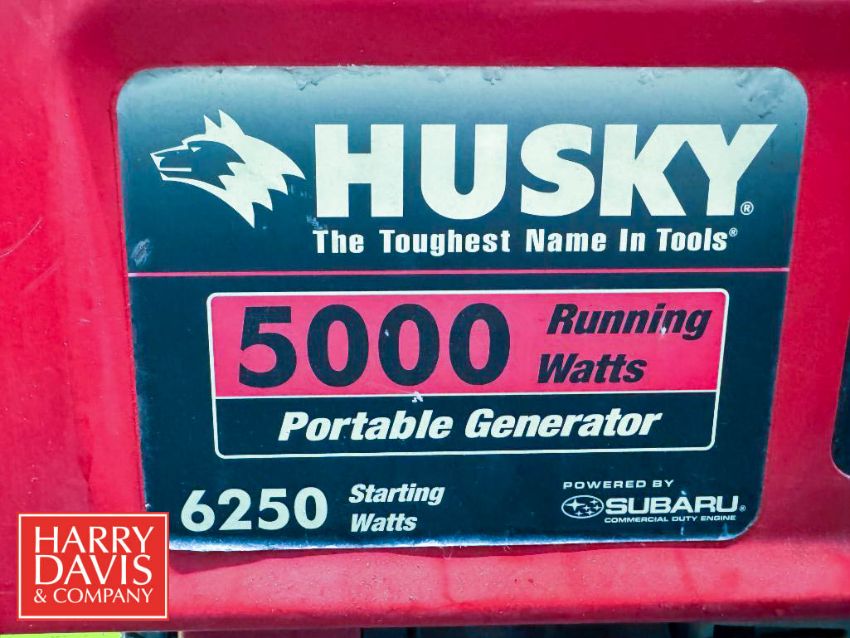 HUSKY®
The Toughest Name In Tools®
5000 Running Watts
Portable Generator
6250 Starting Watts
POWERED BY
SUBARU®
COMMERCIAL DUTY ENGINE
HARRY
DAVIS
& COMPANY